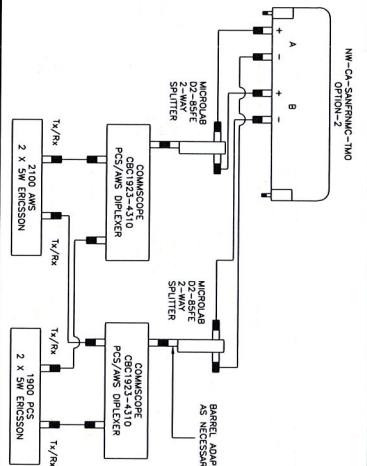 NW-CA-SANFRNMC-TMO
OPTION-2
+
A
-
+
B
-
MICROLAB
D2-85FE
2-WAY
SPLITTER
MICROLAB
D2-85FE
2-WAY
SPLITTER
BARREL ADAP
AS NECESSAR
COMMSCOPE
CBC1923-4310
PCS/AWS DIPLEXER
COMMSCOPE
CBC1923-4310
PCS/AWS DIPLEXER
Tx/Rx
Tx/Rx
Tx/Rx
Tx/Rx
2100 AWS
2 X 5W ERICSSON
1900 PCS
2 X 5W ERICSSON